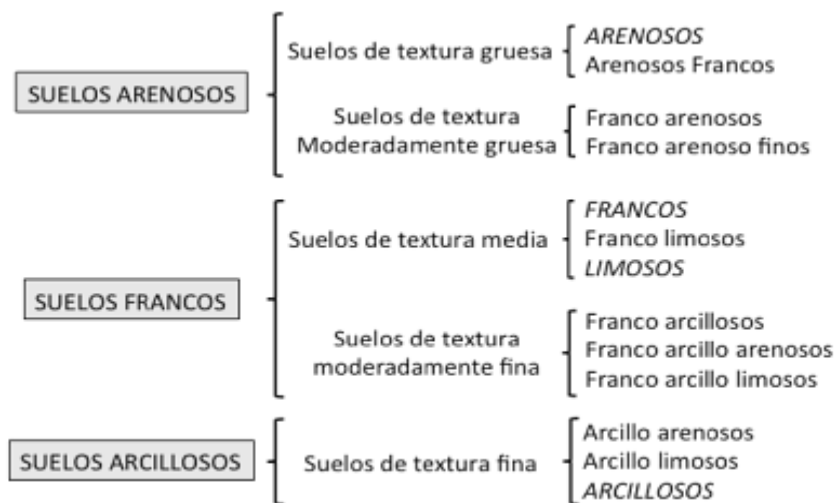 SUELOS ARENOSOS
Suelos de textura gruesa
ARENOSOS
Arenosos Francos
Suelos de textura
Moderadamente gruesa
Franco arenosos
Franco arenoso finos
SUELOS FRANCOS
Suelos de textura media
FRANCOS
Franco limosos
LIMOSOS
Suelos de textura
moderadamente fina
Franco arcillosos
Franco arcillo arenosos
Franco arcillo limosos
SUELOS ARCILLOSOS
Suelos de textura fina
Arcillo arenosos
Arcillo limosos
ARCILLOSOS